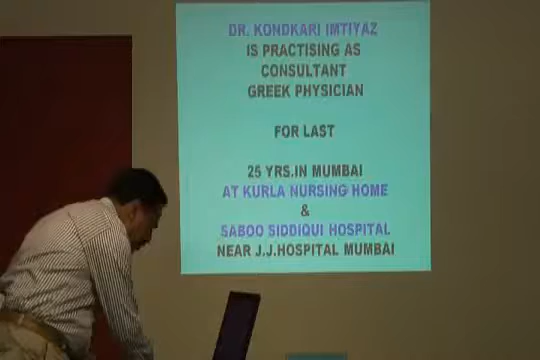 DR. KONDKARI IMTIYAZ
IS PRACTISING AS
CONSULTANT
GREEK PHYSICIAN
FOR LAST
25 YRS.IN MUMBAI
AT KURLA NURSING HOME
&
SABOO SIDDIQUI HOSPITAL
NEAR J.J.HOSPITAL MUMBAI